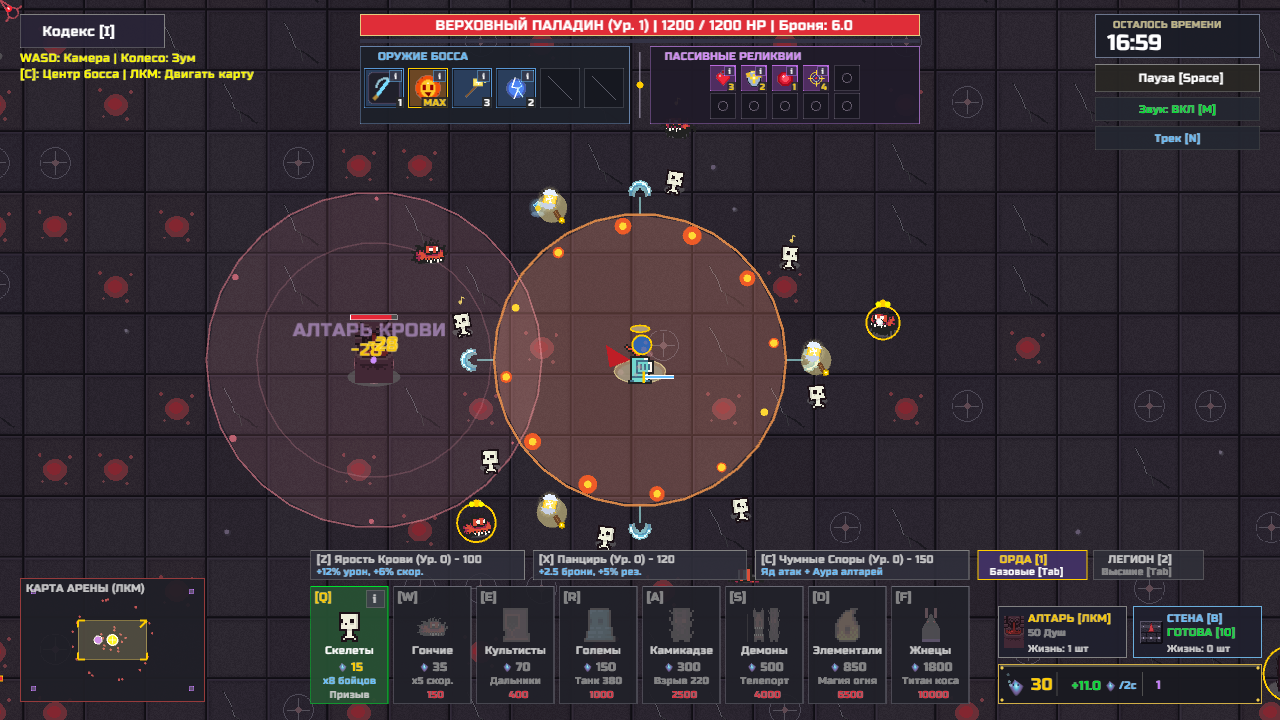 Кодекс [I]
WASD: Камера | Колесо: Зум
[C]: Центр босса | ЛКМ: Двигать карту
ВЕРХОВНЫЙ ПАЛАДИН (Ур. 1) | 1200 / 1200 HP | Броня: 6.0
ОРУЖИЕ БОССА
i
1
i
MAX
i
3
i
2
ПАССИВНЫЕ РЕЛИКВИИ
i
3
i
2
i
1
i
4
ОСТАЛОСЬ ВРЕМЕНИ
16:59
Пауза [Space]
Звук: ВКЛ [M]
Трек [N]
АЛТАРЬ КРОВИ
-28
[Z] Ярость Крови (Ур. 0) - 100
+12% урон, +6% скор.
[X] Панцирь (Ур. 0) - 120
+2.5 брони, +5% рез.
[C] Чумные Споры (Ур. 0) - 150
Яд атак + Аура алтарей
ОРДА [1]
Базовые [Tab]
ЛЕГИОН [2]
Высшие [Tab]
КАРТА АРЕНЫ (ЛКМ)
[Q]
i
Скелеты
15
x8 бойцов
Призыв
[W]
Гончие
35
x5 скор.
150
[E]
Культисты
70
Дальники
400
[R]
Големы
150
Танк 380
1000
[A]
Камикадзе
300
Взрыв 220
2500
[S]
Демоны
500
Телепорт
4000
[D]
Элементали
850
Магия огня
6500
[F]
Жнецы
1800
Титан коса
10000
АЛТАРЬ [ЛКМ]
50 Душ
Жизнь: 1 шт
СТЕНА [B]
ГОТОВА [10]
Жизнь: 0 шт
30
+11.0 /2с
1